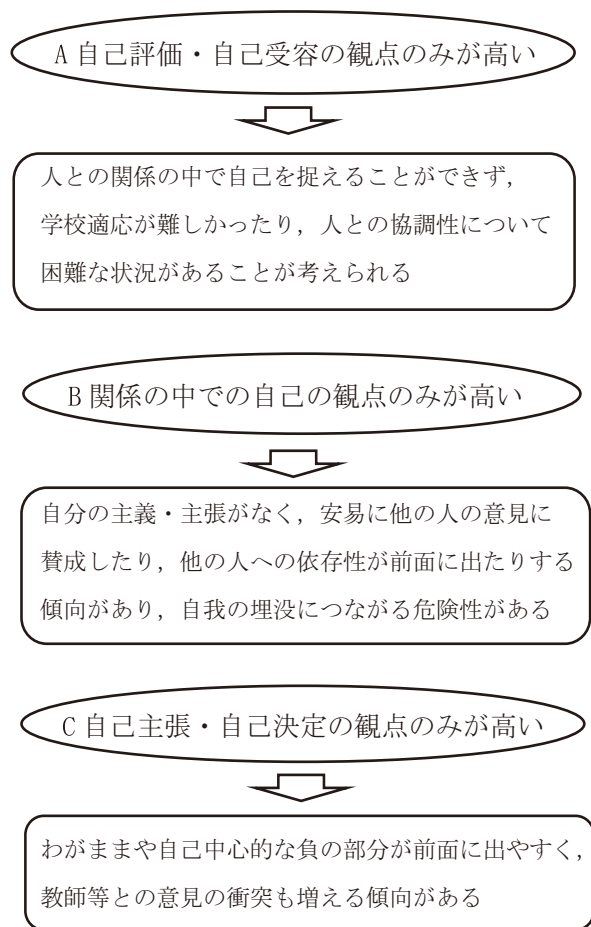 A 自己評価・自己受容の観点のみが高い
人との関係の中で自己を捉えることができず，
学校適応が難しかったり，人との協調性について
困難な状況があることが考えられる
B 関係の中での自己の観点のみが高い
自分の主義・主張がなく，安易に他の人の意見に
賛成したり，他の人への依存性が前面に出たりする
傾向があり，自我の埋没につながる危険性がある
C 自己主張・自己決定の観点のみが高い
わがままや自己中心的な負の部分が前面に出やすく，
教師等との意見の衝突も増える傾向がある